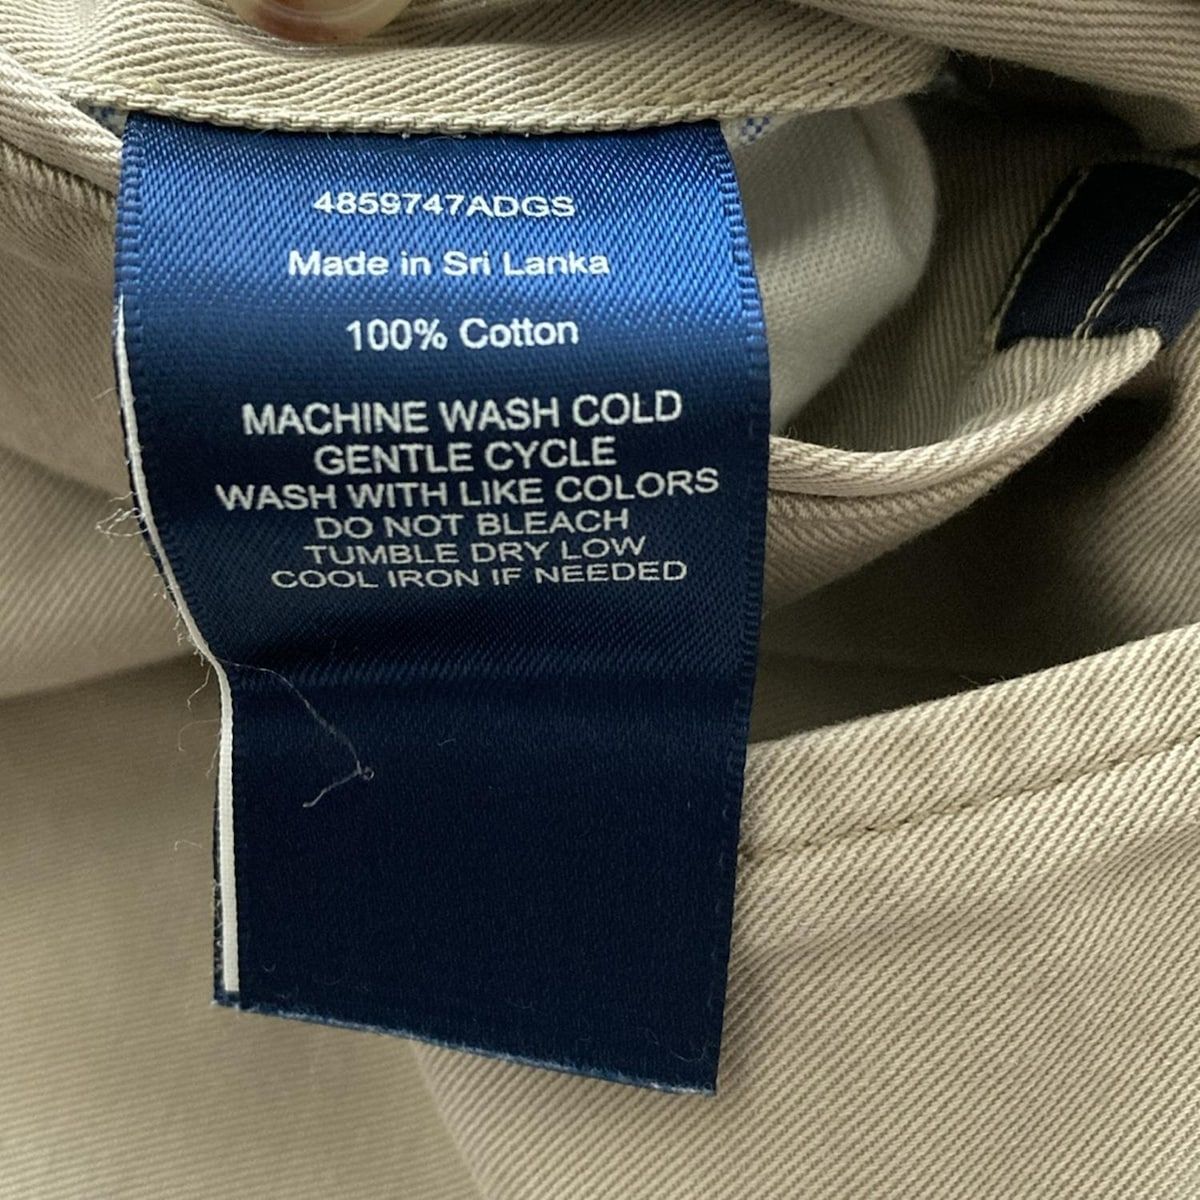 4859747ADGS
Made in Sri Lanka
100% Cotton
MACHINE WASH COLD
GENTLE CYCLE
WASH WITH LIKE COLORS
DO NOT BLEACH
TUMBLE DRY LOW
COOL IRON IF NEEDED